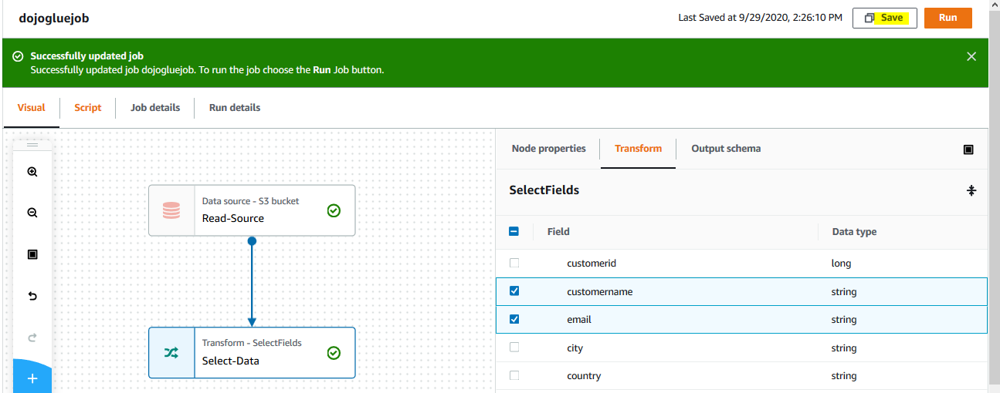 dojogluejob
Last Saved at 9/29/2020, 2:26:10 PM
Save
Run
Successfully updated job
Successfully updated job dojogluejob. To run the job choose the Run Job button.
Visual
Script
Job details
Run details
Data source - S3 bucket
Read-Source
Transform - SelectFields
Select-Data
Node properties
Transform
Output schema
SelectFields
Field Data type
customerid long
customername string
email string
city string
country string